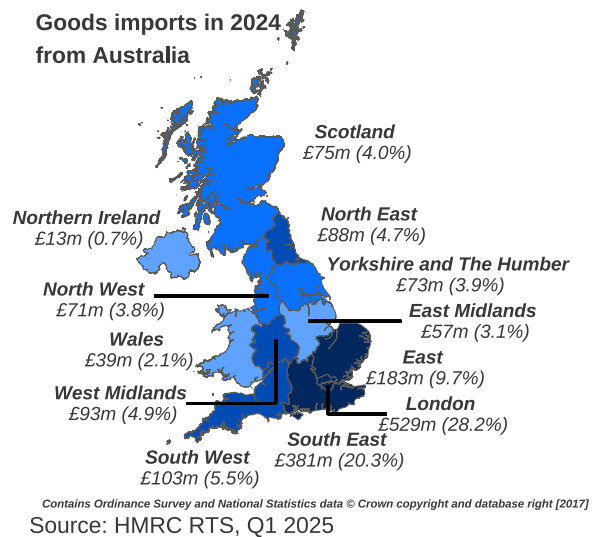 Goods imports in 2024
from Australia
Scotland
£75m (4.0%)
Northern Ireland
£13m (0.7%)
North East
£88m (4.7%)
Yorkshire and The Humber
£73m (3.9%)
North West
£71m (3.8%)
East Midlands
£57m (3.1%)
Wales
£39m (2.1%)
East
£183m (9.7%)
West Midlands
£93m (4.9%)
London
£529m (28.2%)
South East
£381m (20.3%)
South West
£103m (5.5%)
Contains Ordinance Survey and National Statistics data © Crown copyright and database right [2017]
Source: HMRC RTS, Q1 2025